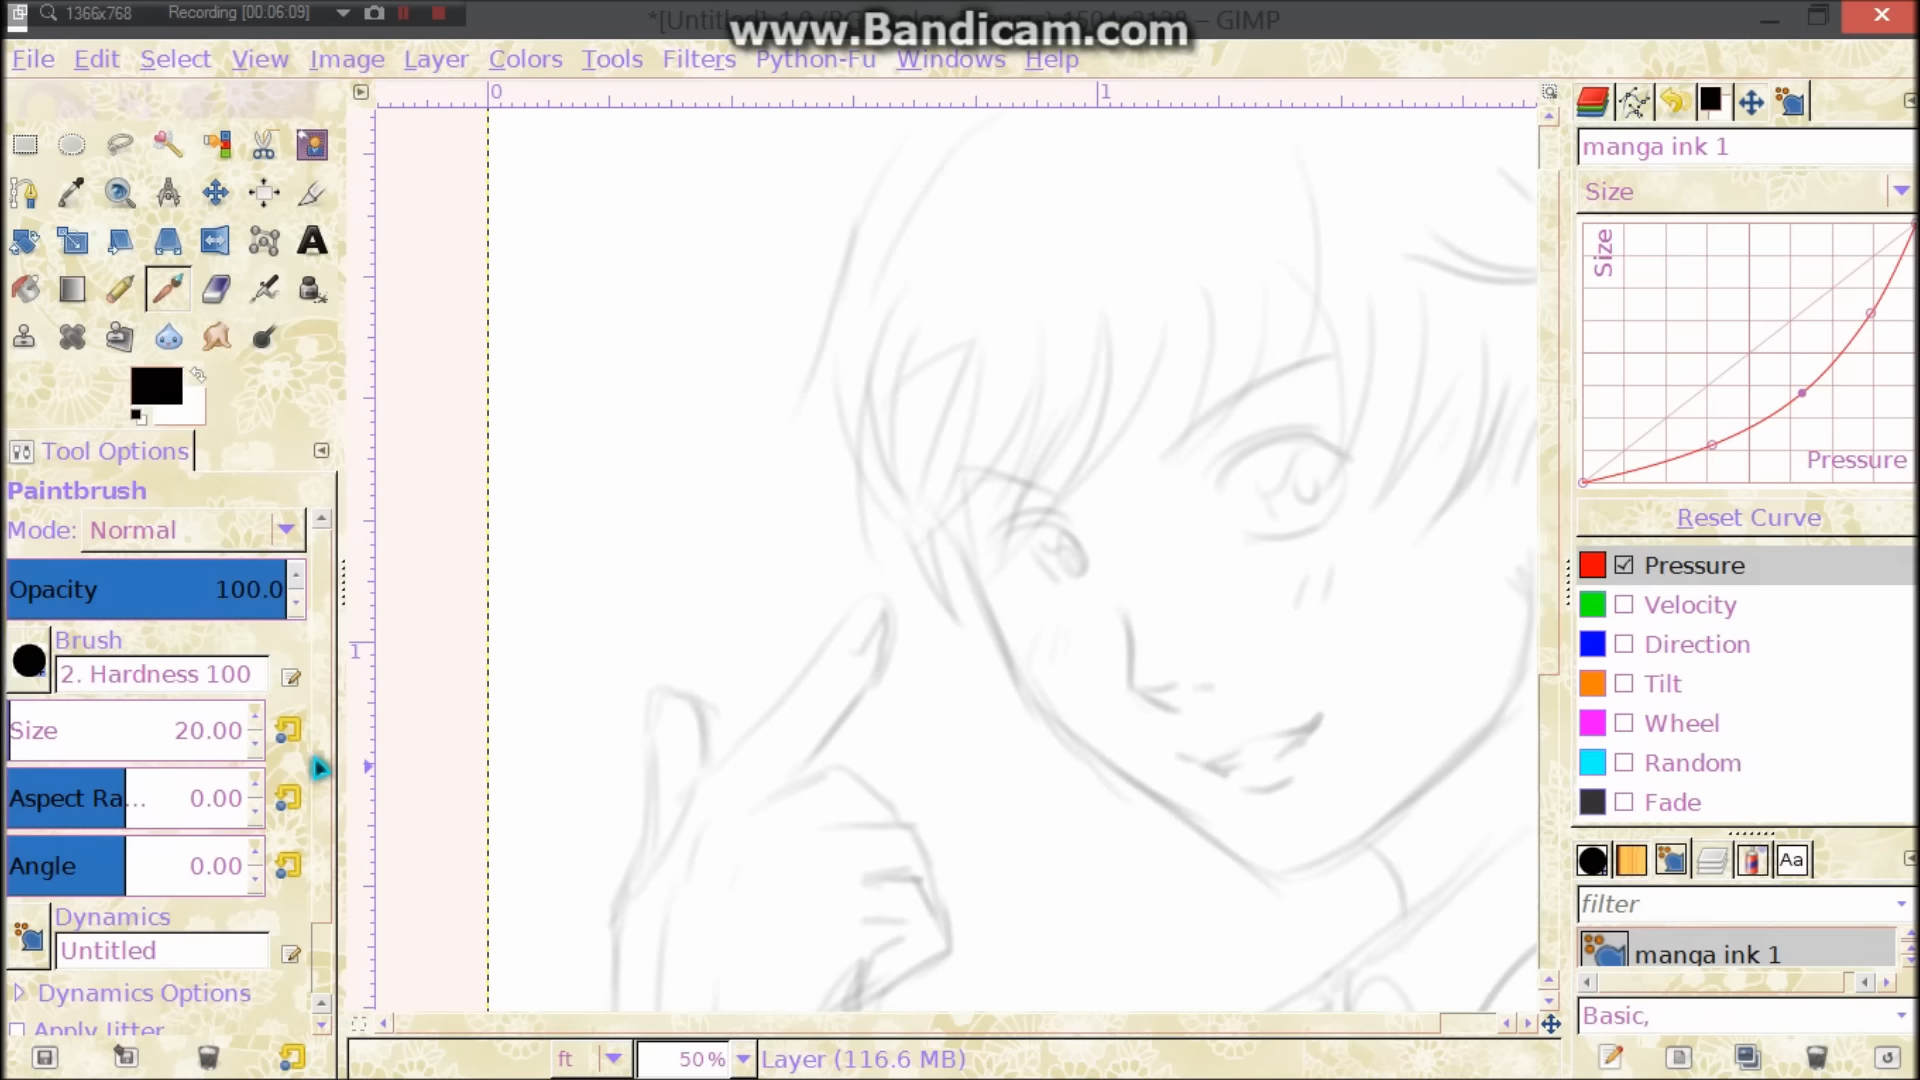 1366x768 Recording [00:06:09]
– GIMP
www.Bandicam.com
File Edit Select View Image Layer Colors Tools Filters Python-Fu Windows Help
0 1
1
Tool Options
Paintbrush
Mode: Normal
Opacity 100.0
Brush
2. Hardness 100
Size 20.00
Aspect Ra... 0.00
Angle 0.00
Dynamics
Untitled
Dynamics Options
Apply Jitter
ft 50% Layer (116.6 MB)
manga ink 1
Size
Size
Pressure
Reset Curve
Pressure
Velocity
Direction
Tilt
Wheel
Random
Fade
Aa
filter
manga ink 1
Basic,